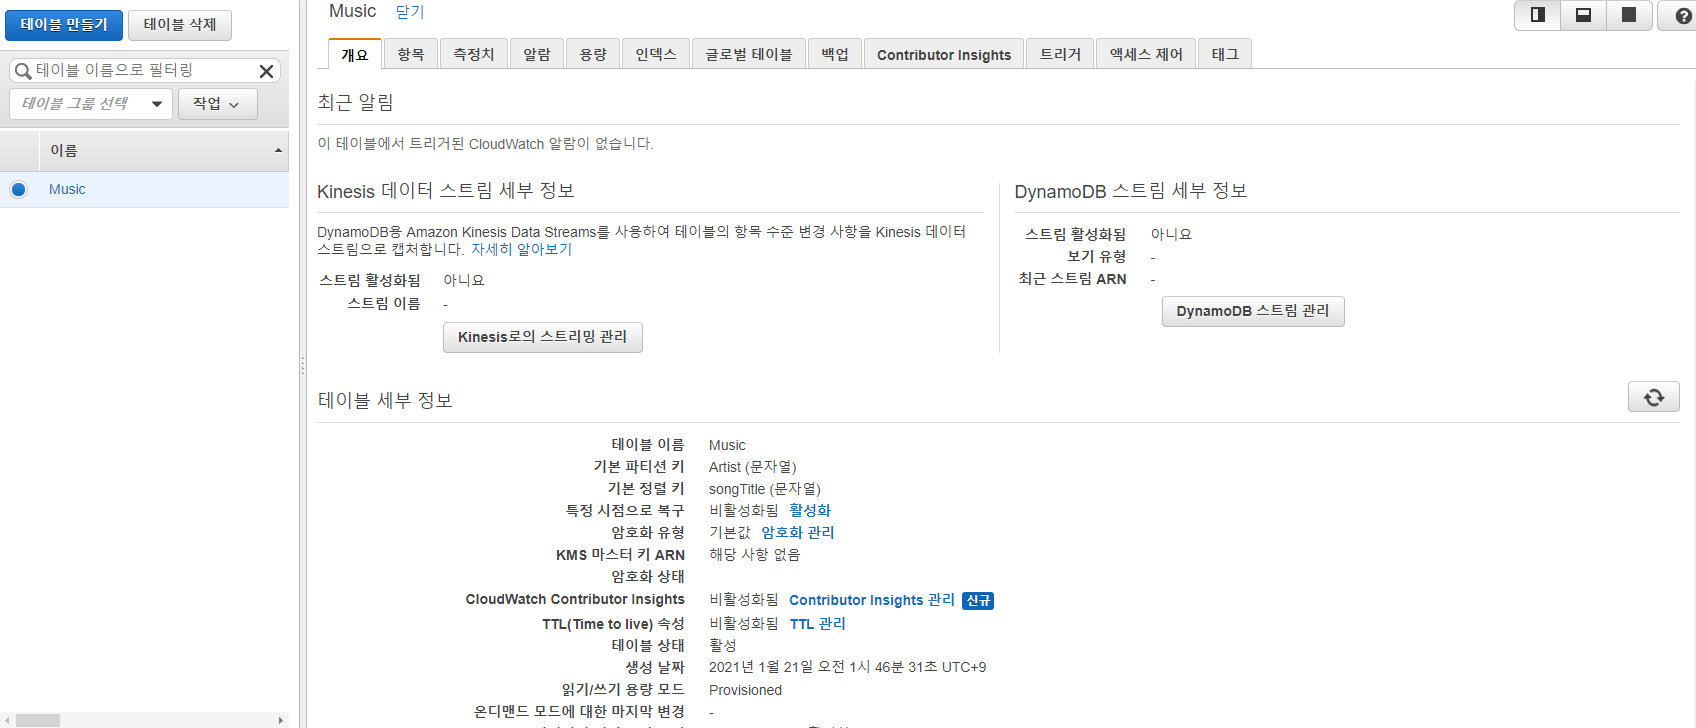 테이블 만들기
테이블 삭제
테이블 이름으로 필터링
테이블 그룹 선택
작업
이름
Music
Music 닫기
개요 항목 측정치 알람 용량 인덱스 글로벌 테이블 백업 Contributor Insights 트리거 액세스 제어 태그
최근 알림
이 테이블에서 트리거된 CloudWatch 알람이 없습니다.
Kinesis 데이터 스트림 세부 정보
DynamoDB용 Amazon Kinesis Data Streams를 사용하여 테이블의 항목 수준 변경 사항을 Kinesis 데이터
스트림으로 캡처합니다. 자세히 알아보기
스트림 활성화됨 아니요
스트림 이름 -
Kinesis로의 스트리밍 관리
DynamoDB 스트림 세부 정보
스트림 활성화됨 아니요
보기 유형 -
최근 스트림 ARN -
DynamoDB 스트림 관리
테이블 세부 정보
테이블 이름 Music
기본 파티션 키 Artist (문자열)
기본 정렬 키 songTitle (문자열)
특정 시점으로 복구 비활성화됨 활성화
암호화 유형 기본값 암호화 관리
KMS 마스터 키 ARN 해당 사항 없음
암호화 상태
CloudWatch Contributor Insights 비활성화됨 Contributor Insights 관리 신규
TTL(Time to live) 속성 비활성화됨 TTL 관리
테이블 상태 활성
생성 날짜 2021년 1월 21일 오전 1시 46분 31초 UTC+9
읽기/쓰기 용량 모드 Provisioned
온디맨드 모드에 대한 마지막 변경 -